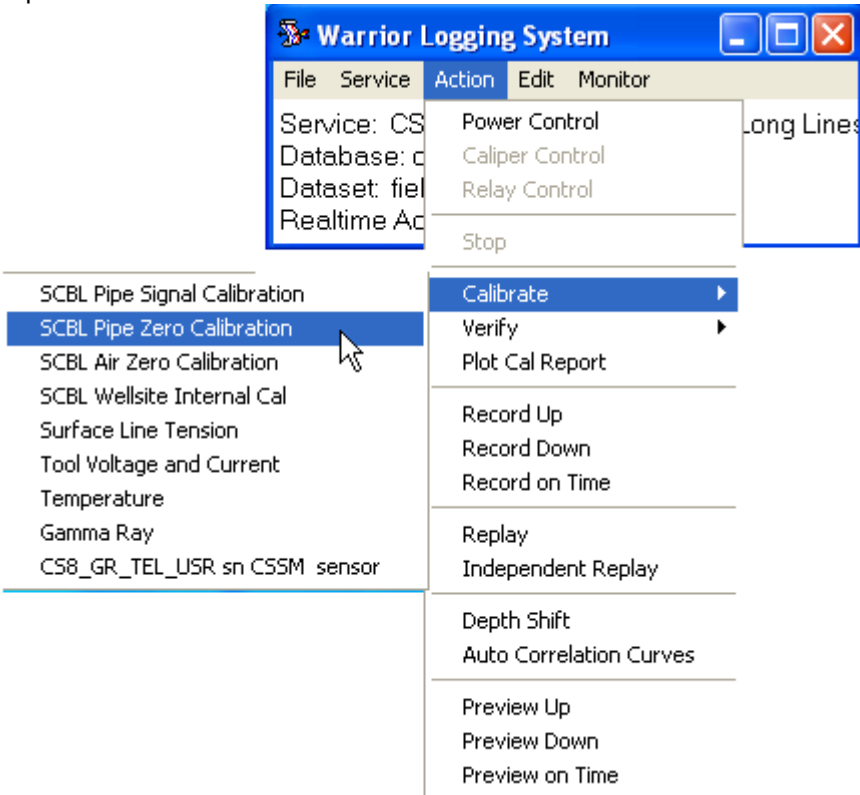 Warrior Logging System
File Service Action Edit Monitor
Service: CS
Long Lines
Database:
Dataset: fiel
Realtime Ac
Power Control
Caliper Control
Relay Control
Stop
Calibrate
Verify
Plot Cal Report
Record Up
Record Down
Record on Time
Replay
Independent Replay
Depth Shift
Auto Correlation Curves
Preview Up
Preview Down
Preview on Time
SCBL Pipe Signal Calibration
SCBL Pipe Zero Calibration
SCBL Air Zero Calibration
SCBL Wellsite Internal Cal
Surface Line Tension
Tool Voltage and Current
Temperature
Gamma Ray
CS8_GR_TEL_USR sn CSSM sensor